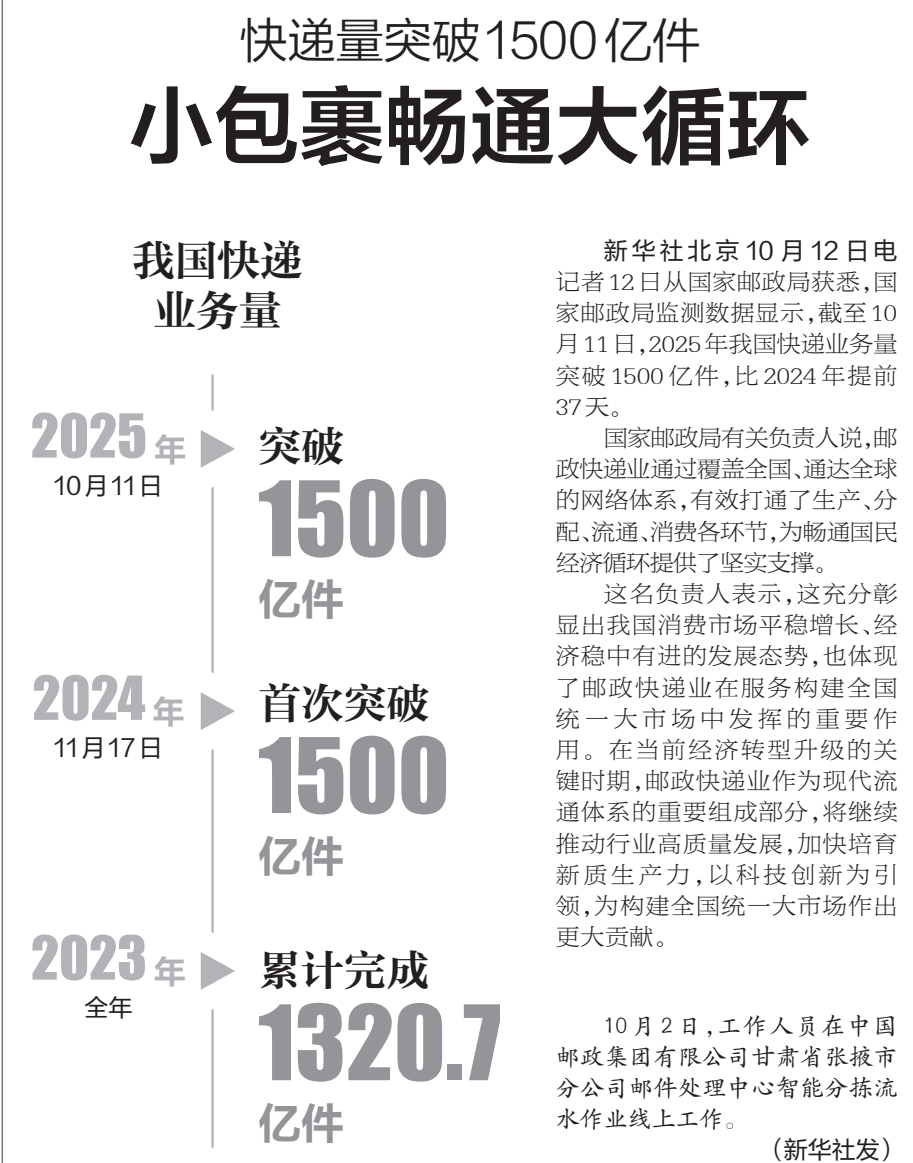 快递量突破1500亿件
小包裹畅通大循环
我国快递
业务量
2025年
10月11日
突破
1500
亿件
2024年
11月17日
首次突破
1500
亿件
2023年
全年
累计完成
1320.7
亿件
新华社北京10月12日电
记者12日从国家邮政局获悉,国
家邮政局监测数据显示,截至10
月11日,2025年我国快递业务量
突破1500亿件,比2024年提前
37天。
国家邮政局有关负责人说,邮
政快递业通过覆盖全国、通达全球
的网络体系,有效打通了生产、分
配、流通、消费各环节,为畅通国民
经济循环提供了坚实支撑。
这名负责人表示,这充分彰
显出我国消费市场平稳增长、经
济稳中有进的发展态势,也体现
了邮政快递业在服务构建全国
统一大市场中发挥的重要作
用。在当前经济转型升级的关
键时期,邮政快递业作为现代流
通体系的重要组成部分,将继续
推动行业高质量发展,加快培育
新质生产力,以科技创新为引
领,为构建全国统一大市场作出
更大贡献。
10月2日,工作人员在中国
邮政集团有限公司甘肃省张掖市
分公司邮件处理中心智能分拣流
水作业线上工作。
(新华社发)